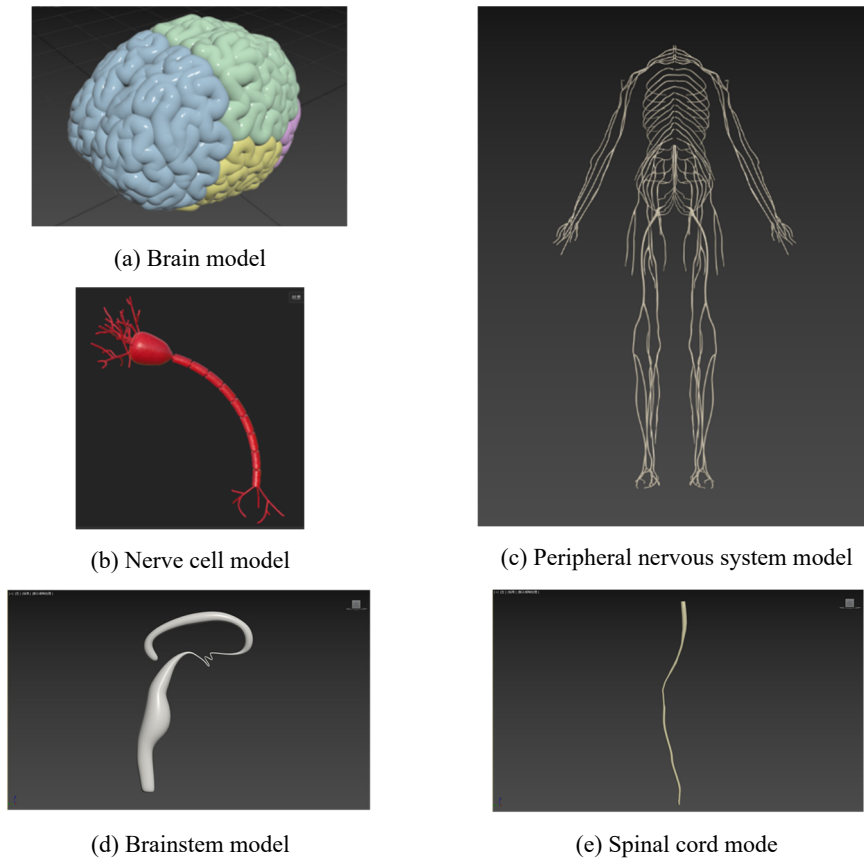 (a) Brain model
(b) Nerve cell model
(c) Peripheral nervous system model
(d) Brainstem model
(e) Spinal cord mode